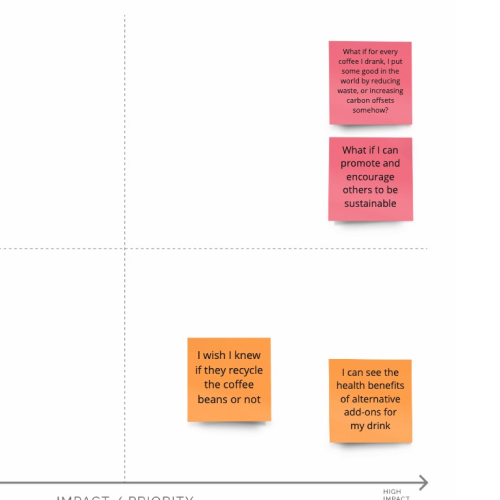 What if for every
coffee I drank, I put
some good in the
world by reducing
waste, or increasing
carbon offsets
somehow?
What if I can
promote and
encourage
others to be
sustainable
I wish I knew
if they recycle
the coffee
beans or not
I can see the
health benefits
of alternative
add-ons for
my drink
HIGH
IMPACT
IMPACT / PRIORITY